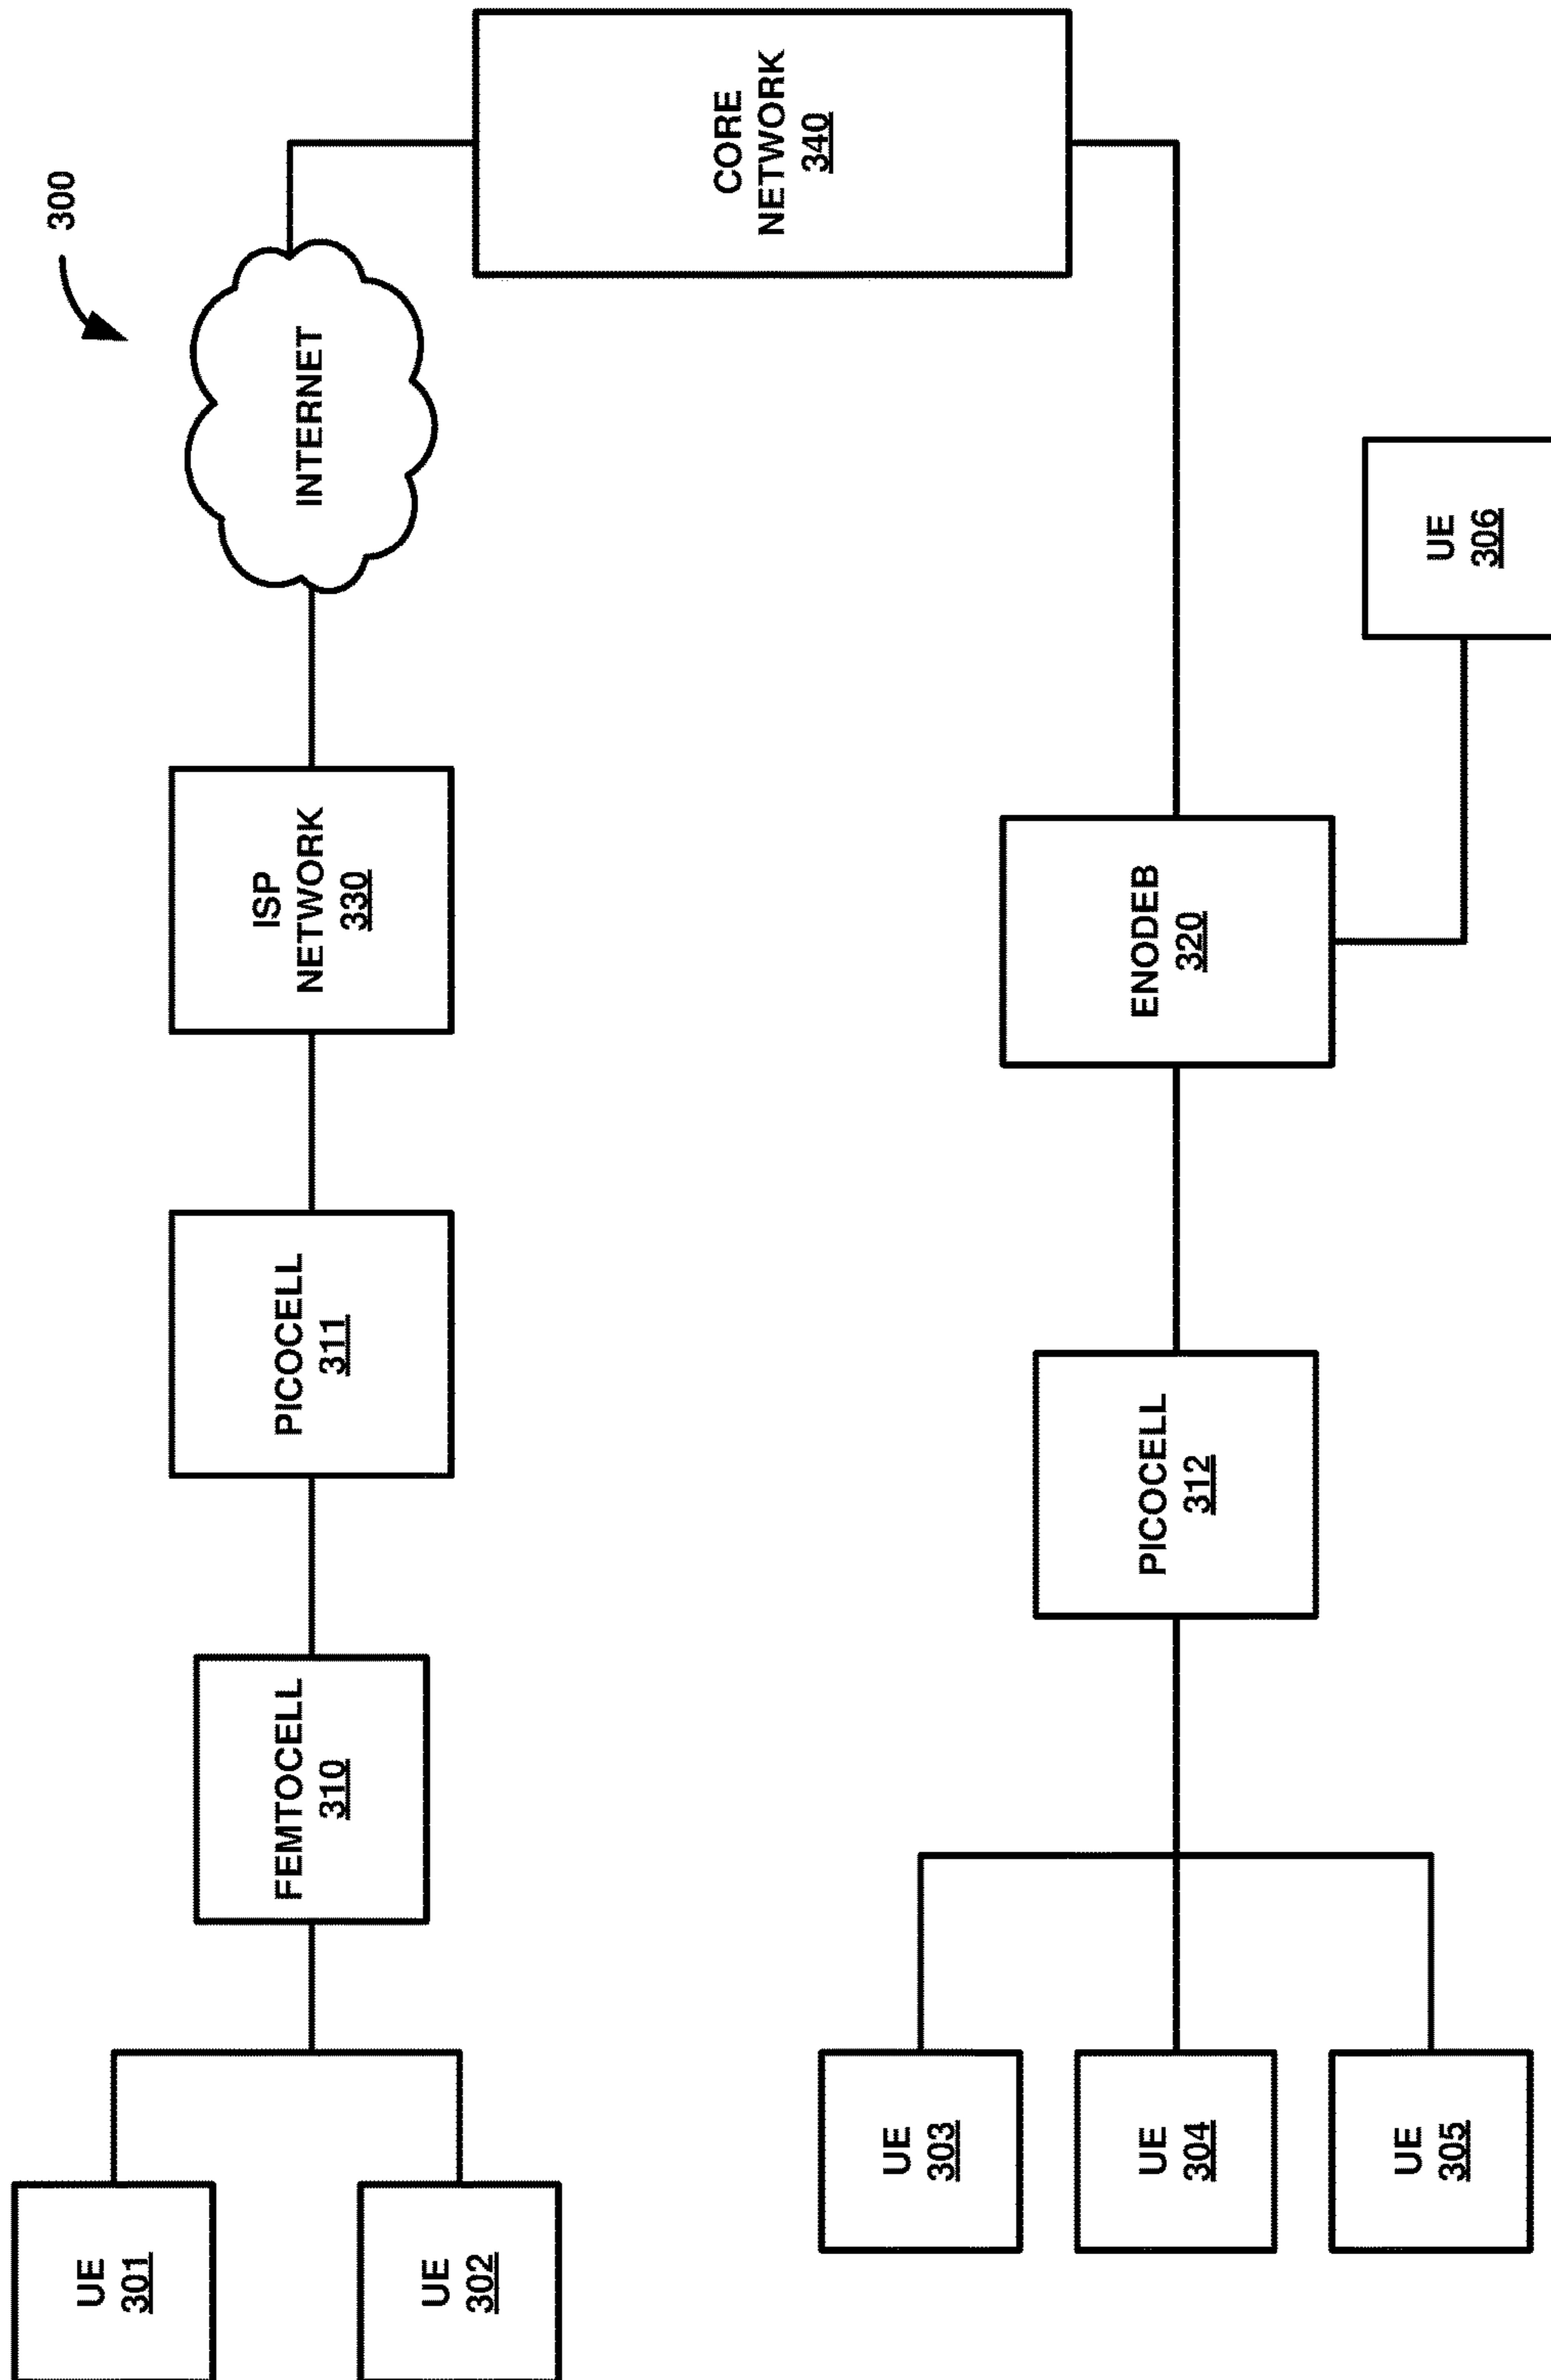 300
UE
301
UE
302
FEMTOCELL
310
PICOCELL
311
ISP
NETWORK
330
INTERNET
CORE
NETWORK
340
UE
303
UE
304
UE
305
PICOCELL
312
ENODEB
320
UE
306